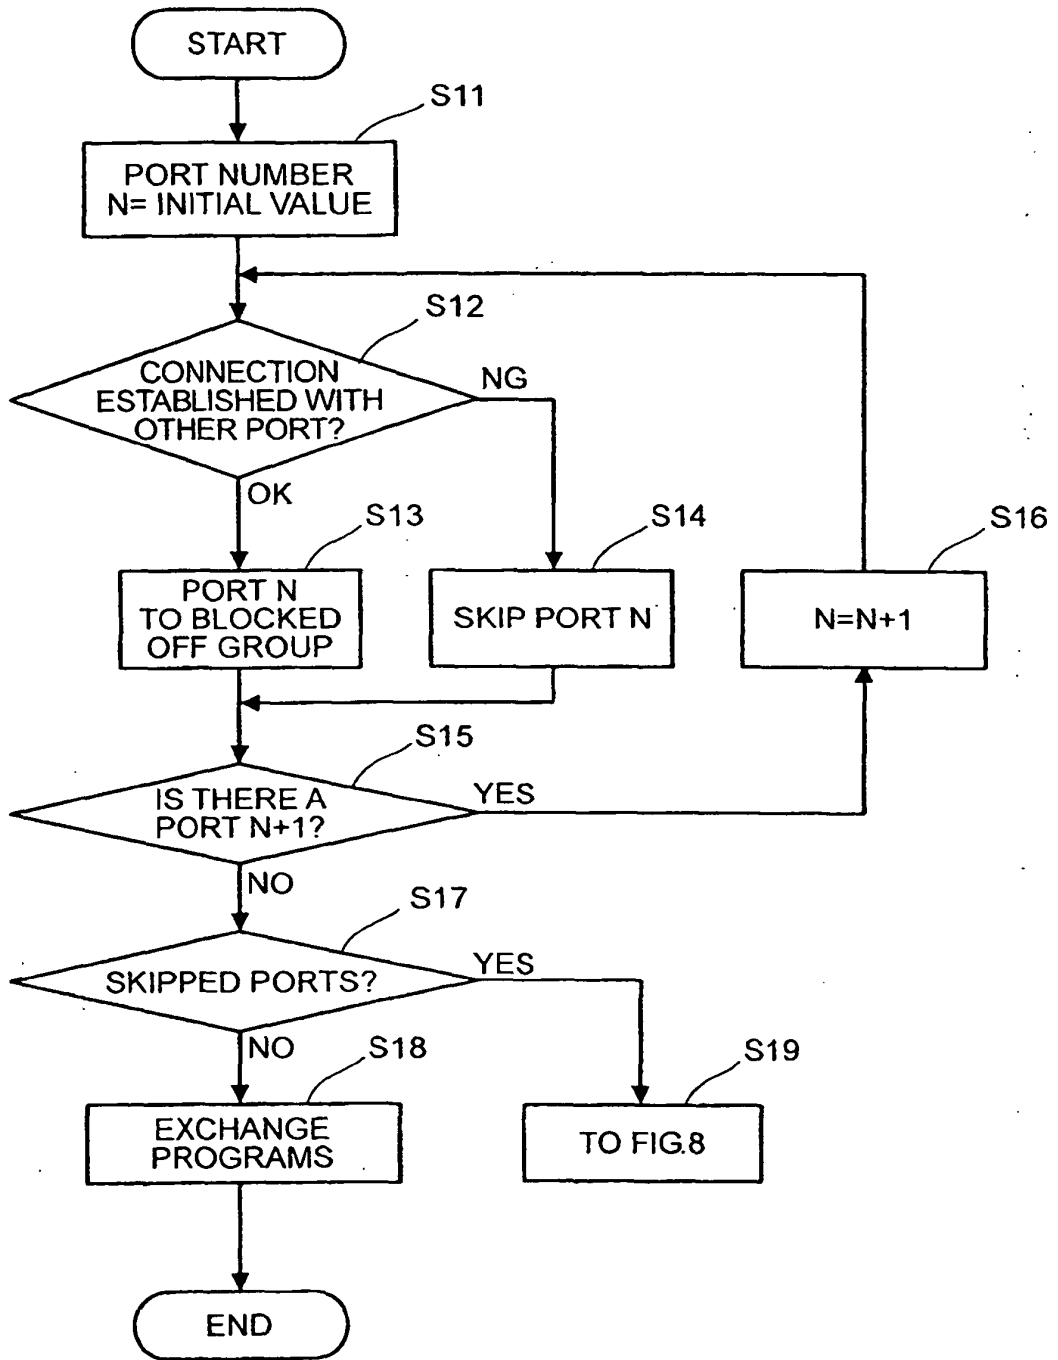 START
S11
PORT NUMBER
N= INITIAL VALUE
S12
CONNECTION
ESTABLISHED WITH
OTHER PORT?
NG
OK
S13
PORT N
TO BLOCKED
OFF GROUP
S14
SKIP PORT N
S16
N=N+1
S15
IS THERE A
PORT N+1?
YES
NO
S17
SKIPPED PORTS?
YES
NO
S18
EXCHANGE
PROGRAMS
S19
TO FIG.8
END